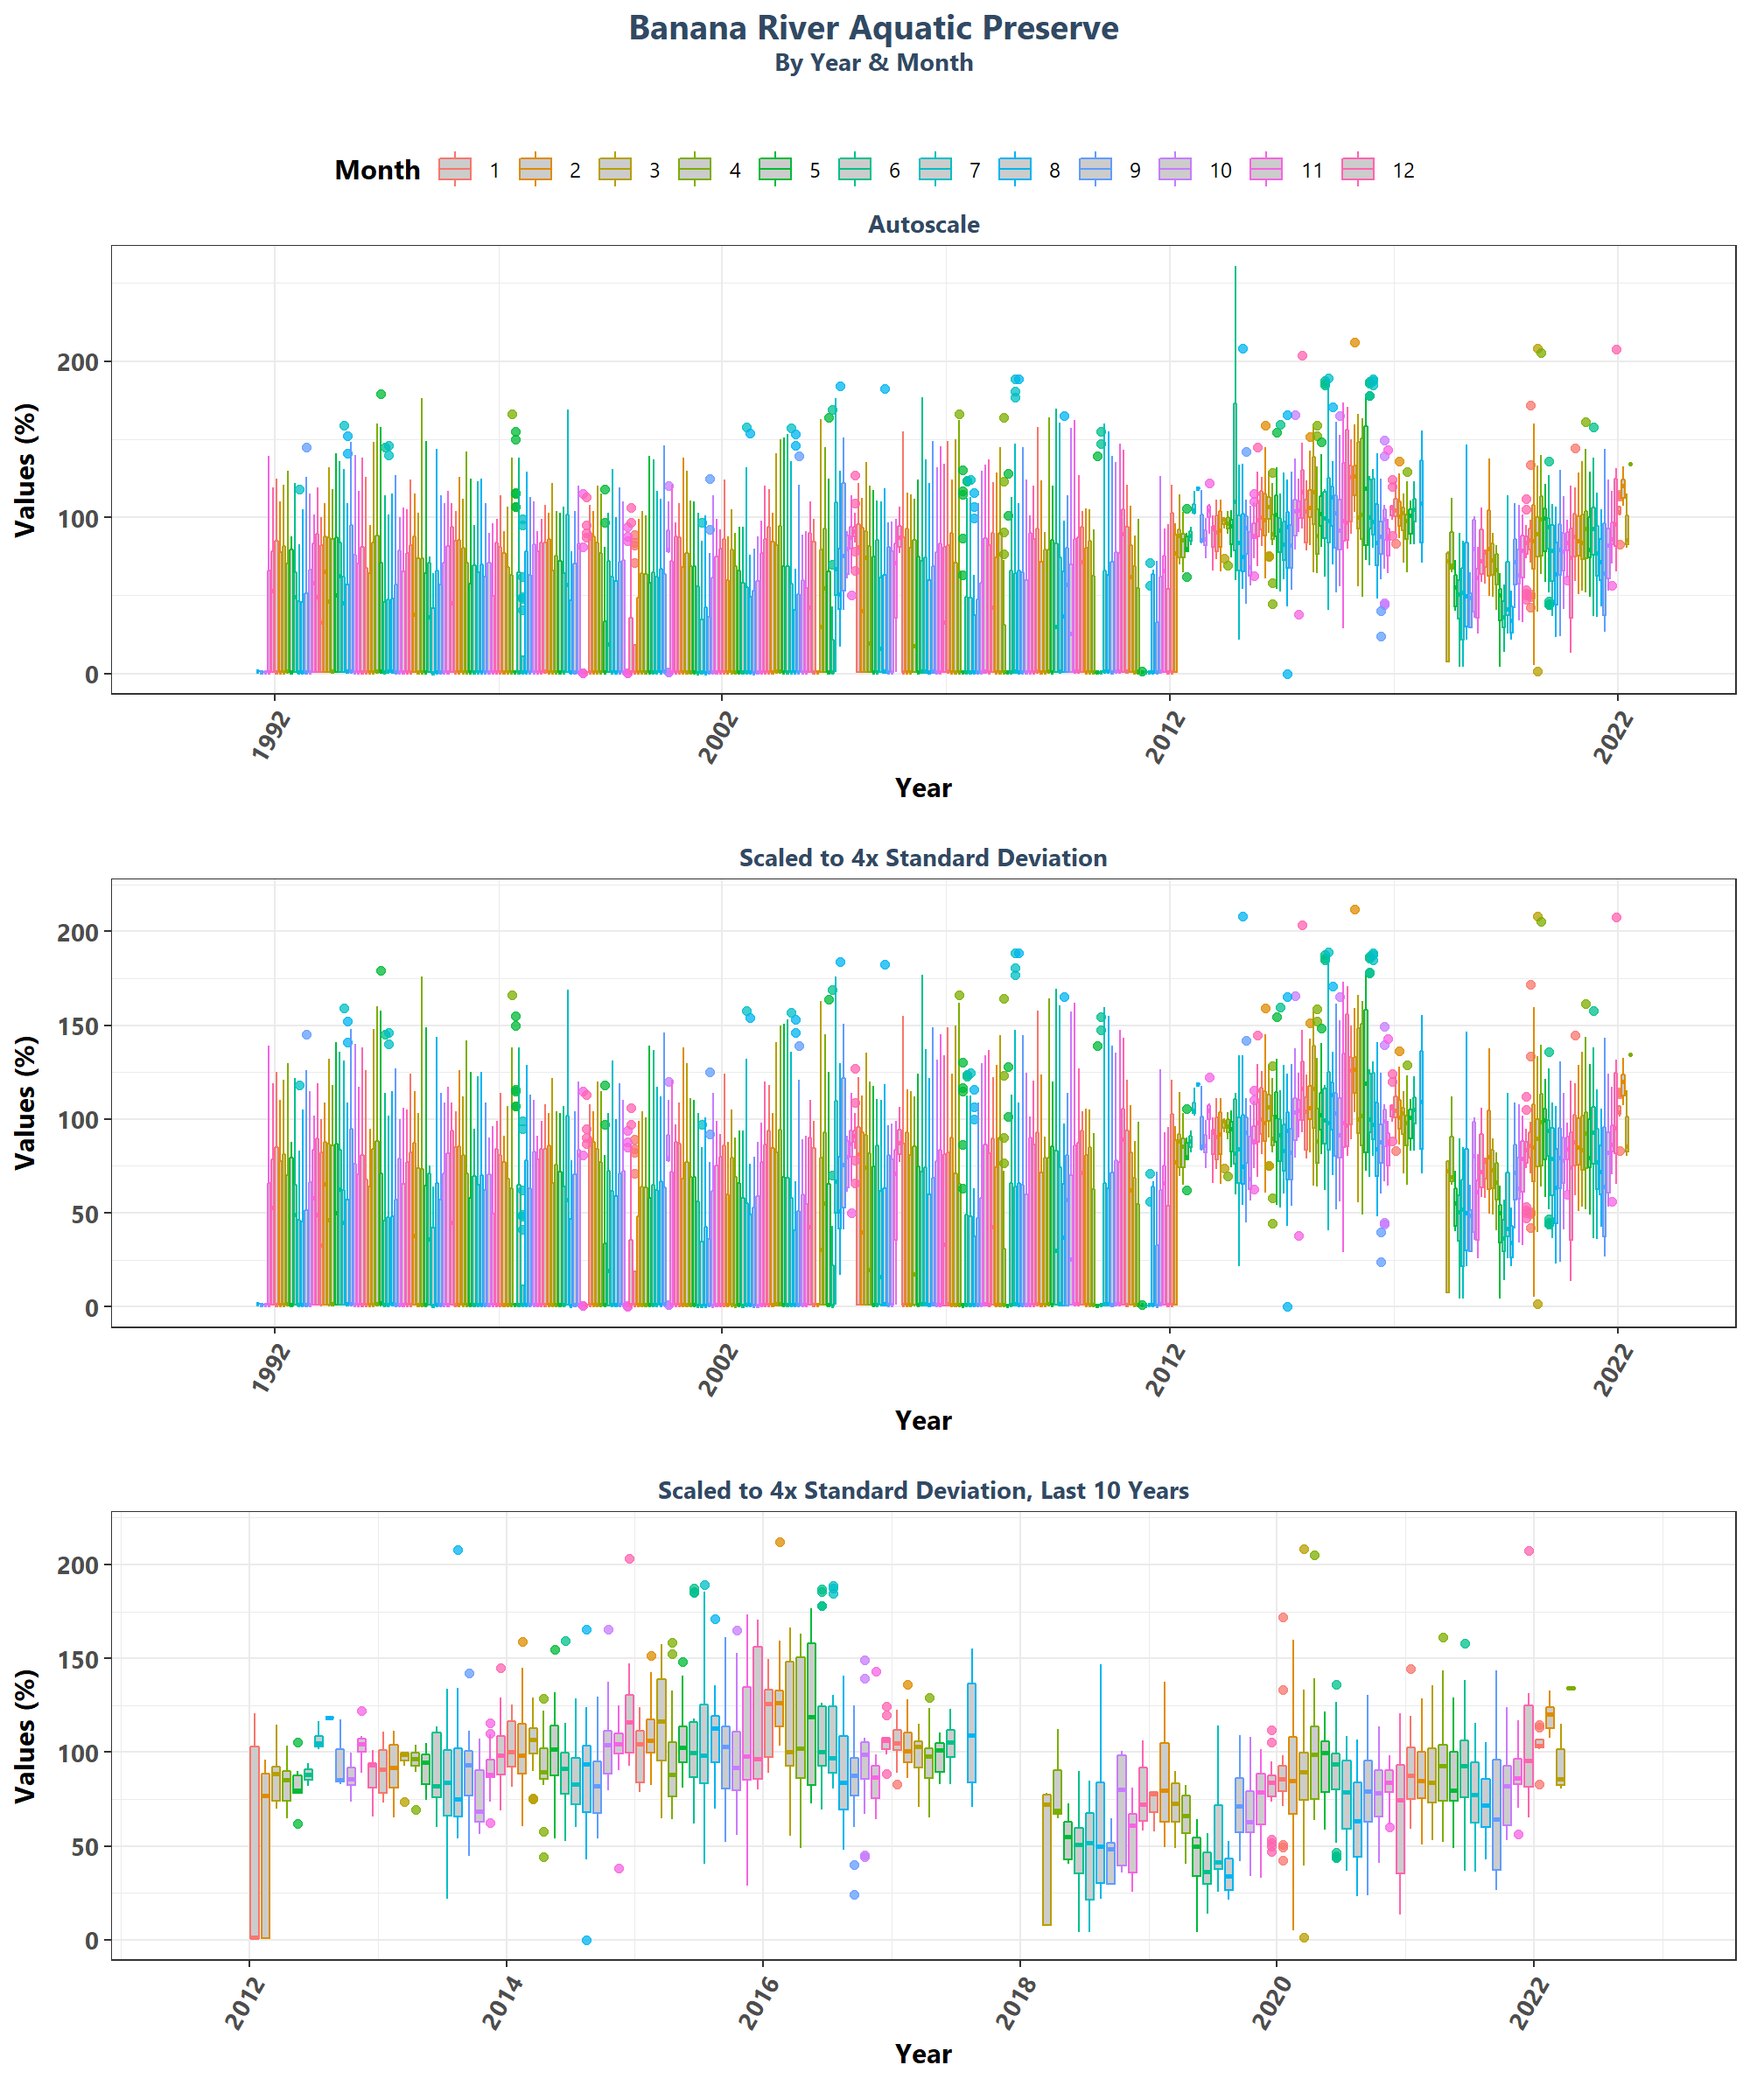 Banana River Aquatic Preserve
By Year & Month
Month 1 2 3 4 5 6 7 8 9 10 11 12
Autoscale
Values (%)
200
100
0
1992 2002 2012 2022
Year
Scaled to 4x Standard Deviation
Values (%)
200
150
100
50
0
1992 2002 2012 2022
Year
Scaled to 4x Standard Deviation, Last 10 Years
Values (%)
200
150
100
50
0
2012 2014 2016 2018 2020 2022
Year